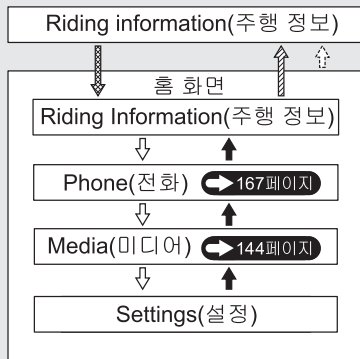 Riding information(주행 정보)
홈 화면
Riding Information(주행 정보)
Phone(전화) 167페이지
Media(미디어) 144페이지
Settings(설정)